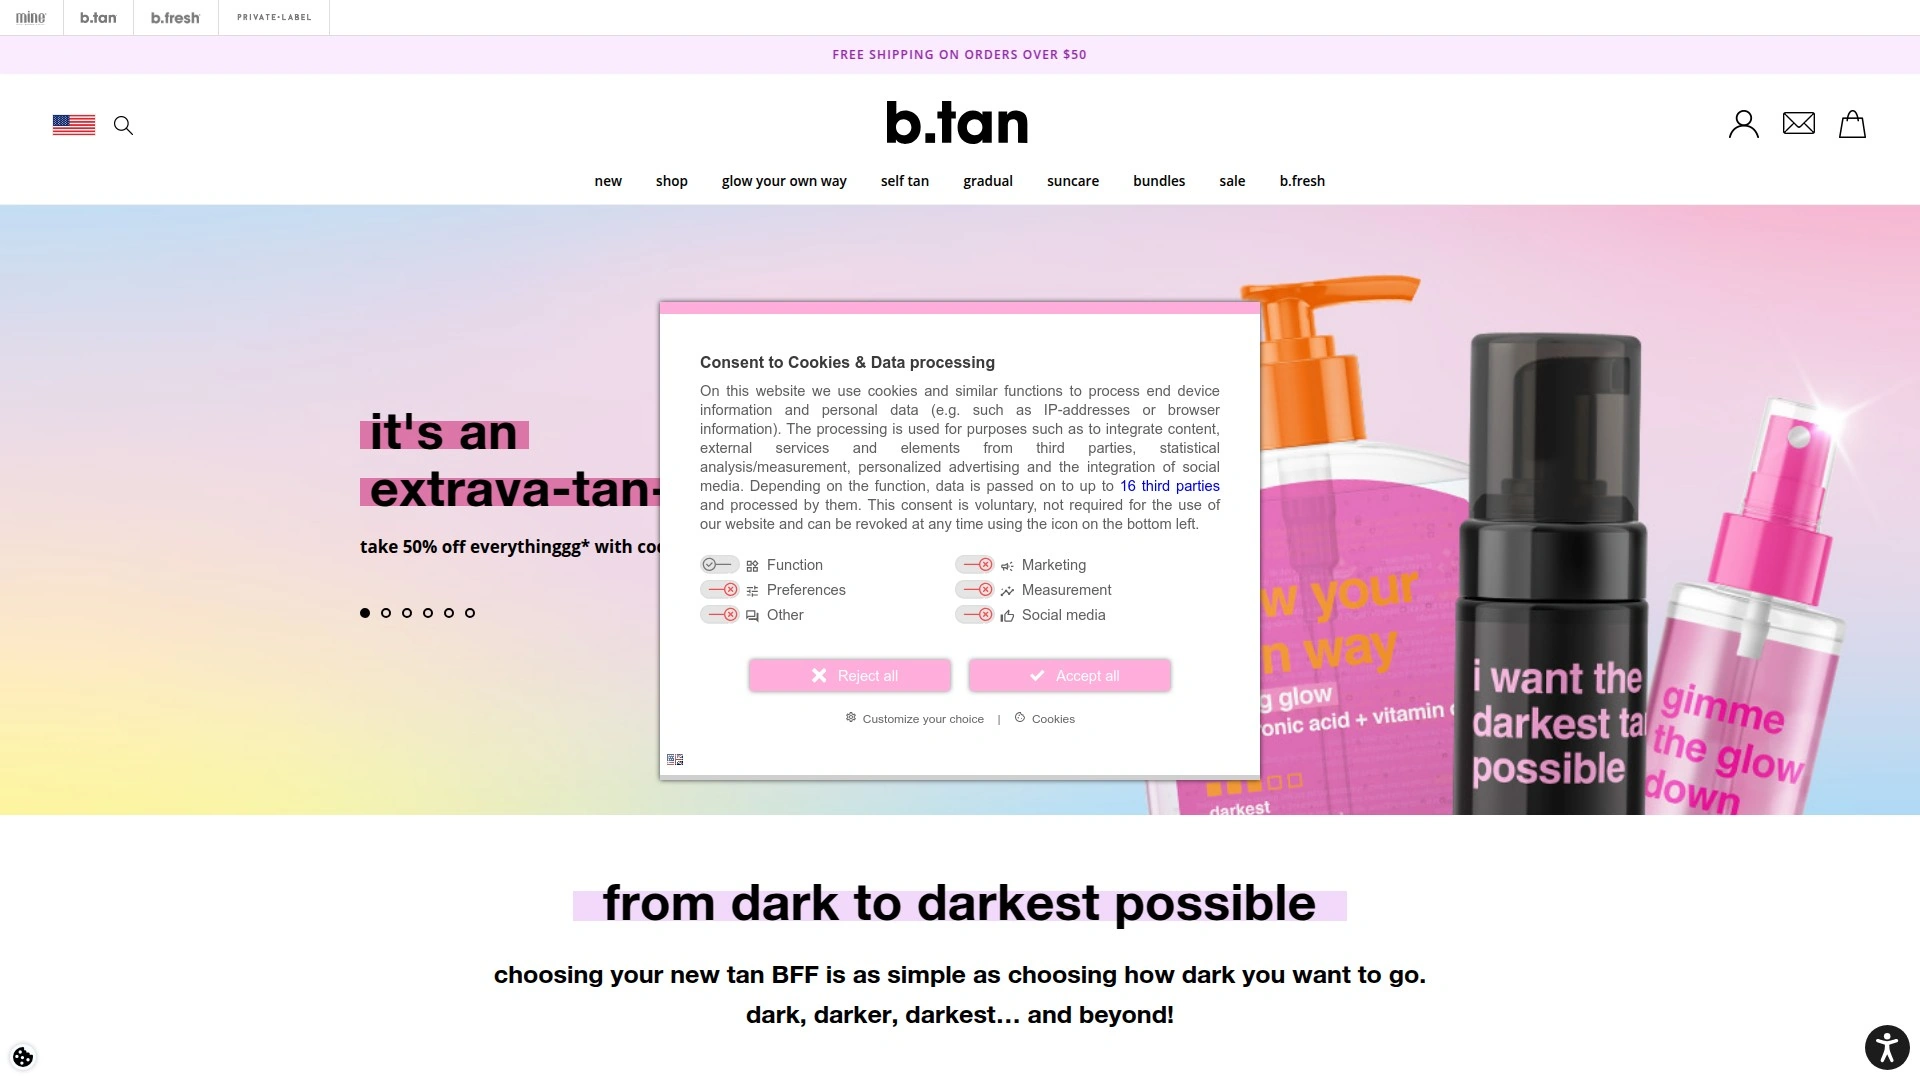 mine
b.tan
b.fresh
PRIVATE•LABEL
FREE SHIPPING ON ORDERS OVER $50
b.tan
new
shop
glow your own way
self tan
gradual
suncare
bundles
sale
b.fresh
it's an
extrava-tan-
take 50% off everythinggg* with
Consent to Cookies & Data processing
On this website we use cookies and similar functions to process end device
information and personal data (e.g. such as IP-addresses or browser
information). The processing is used for purposes such as to integrate content,
external services and elements from third parties, statistical
analysis/measurement, personalized advertising and the integration of social
media. Depending on the function, data is passed on to up to 16 third parties
and processed by them. This consent is voluntary, not required for the use of
our website and can be revoked at any time using the icon on the bottom left.
Function
Marketing
Preferences
Measurement
Other
Social media
Reject all
Accept all
Customize your choice | Cookies
your
way
glow
acid + vitamin
darkest
i want the
darkest
possible
gimme
the glow
down
from dark to darkest possible
choosing your new tan BFF is as simple as choosing how dark you want to go.
dark, darker, darkest... and beyond!